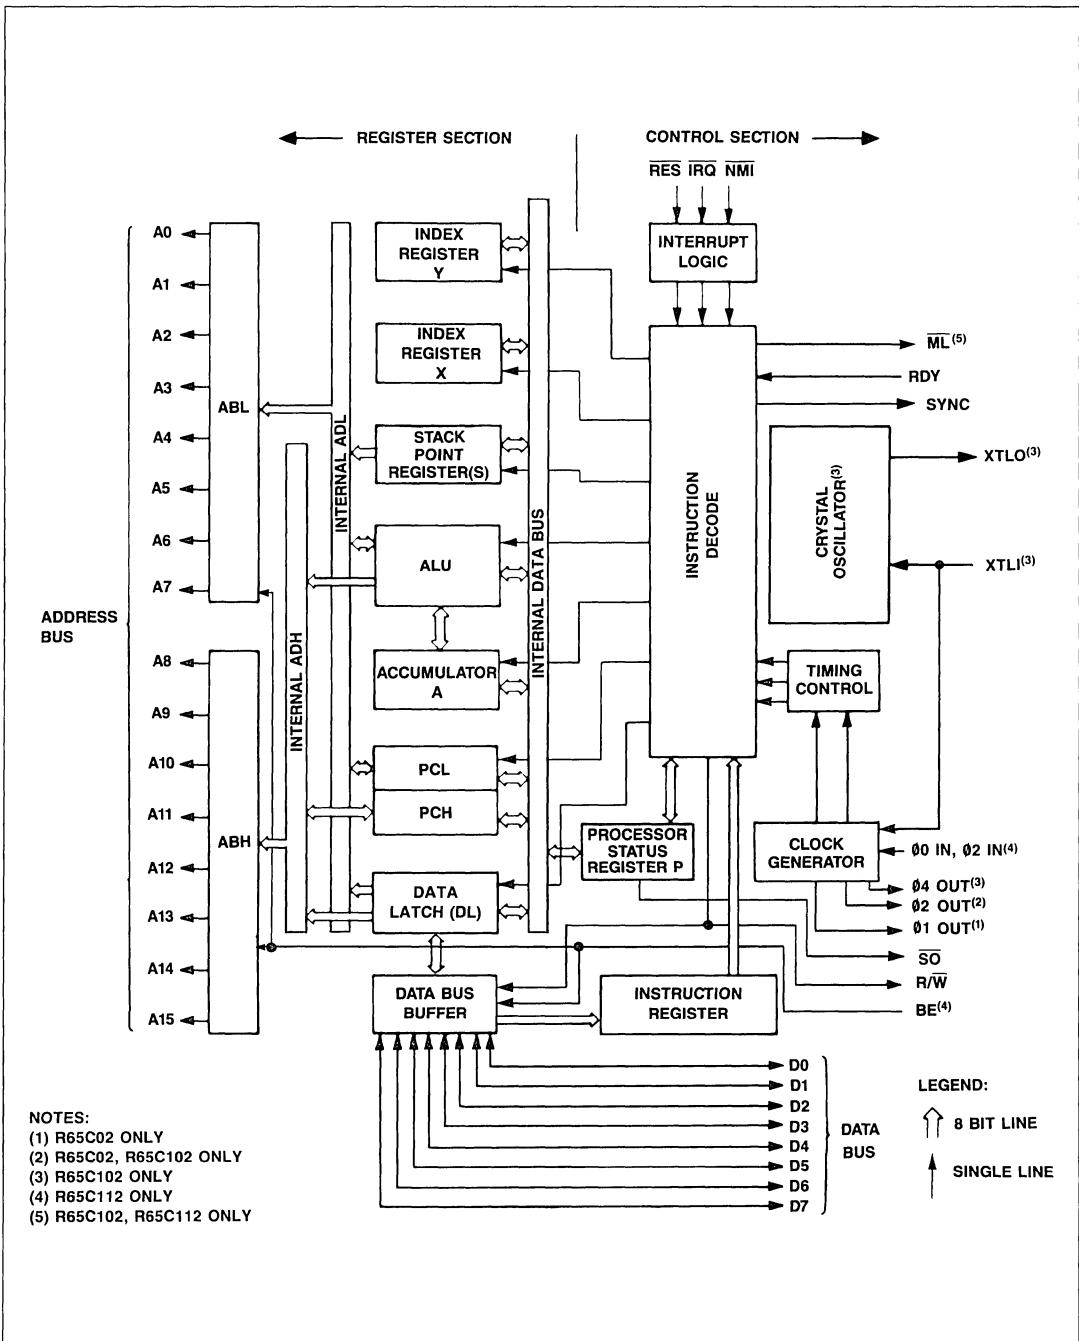 REGISTER SECTION
CONTROL SECTION
RES IRQ NMI
INTERRUPT
LOGIC
A0
A1
A2
A3
A4
A5
A6
A7
ABL
ADDRESS
BUS
A8
A9
A10
A11
A12
A13
A14
A15
ABH
INTERNAL ADL
INTERNAL ADH
INDEX
REGISTER
Y
INDEX
REGISTER
X
STACK
POINT
REGISTER(S)
ALU
ACCUMULATOR
A
PCL
PCH
DATA
LATCH (DL)
DATA BUS
BUFFER
INTERNAL DATA BUS
INSTRUCTION
DECODE
PROCESSOR
STATUS
REGISTER P
INSTRUCTION
REGISTER
ML(5)
RDY
SYNC
CRYSTAL
OSCILLATOR(3)
XTLO(3)
XTLI(3)
TIMING
CONTROL
CLOCK
GENERATOR
Ø0 IN, Ø2 IN(4)
Ø4 OUT(3)
Ø2 OUT(2)
Ø1 OUT(1)
SO
R/W
BE(4)
D0
D1
D2
D3
D4
D5
D6
D7
DATA
BUS
LEGEND:
8 BIT LINE
SINGLE LINE
NOTES:
(1) R65C02 ONLY
(2) R65C02, R65C102 ONLY
(3) R65C102 ONLY
(4) R65C112 ONLY
(5) R65C102, R65C112 ONLY